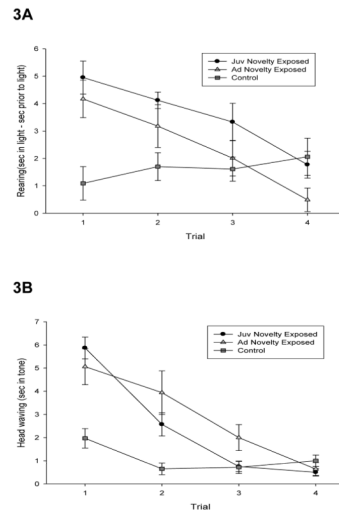 3A
Rearing(sec in light - sec prior to light)
6
5
4
3
2
1
0
Juv Novelty Exposed
Ad Novelty Exposed
Control
1 2 3 4
Trial
3B
Head waving (sec in tone)
7
6
5
4
3
2
1
0
Juv Novelty Exposed
Ad Novelty Exposed
Control
1 2 3 4
Trial